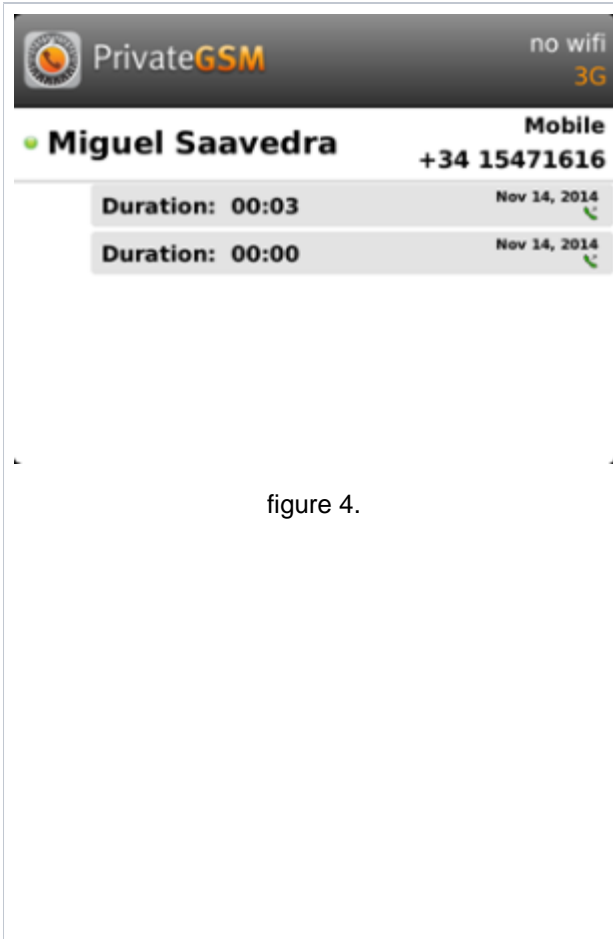 PrivateGSM no wifi
3G
Miguel Saavedra Mobile
+34 15471616
Duration: 00:03 Nov 14, 2014
Duration: 00:00 Nov 14, 2014
figure 4.